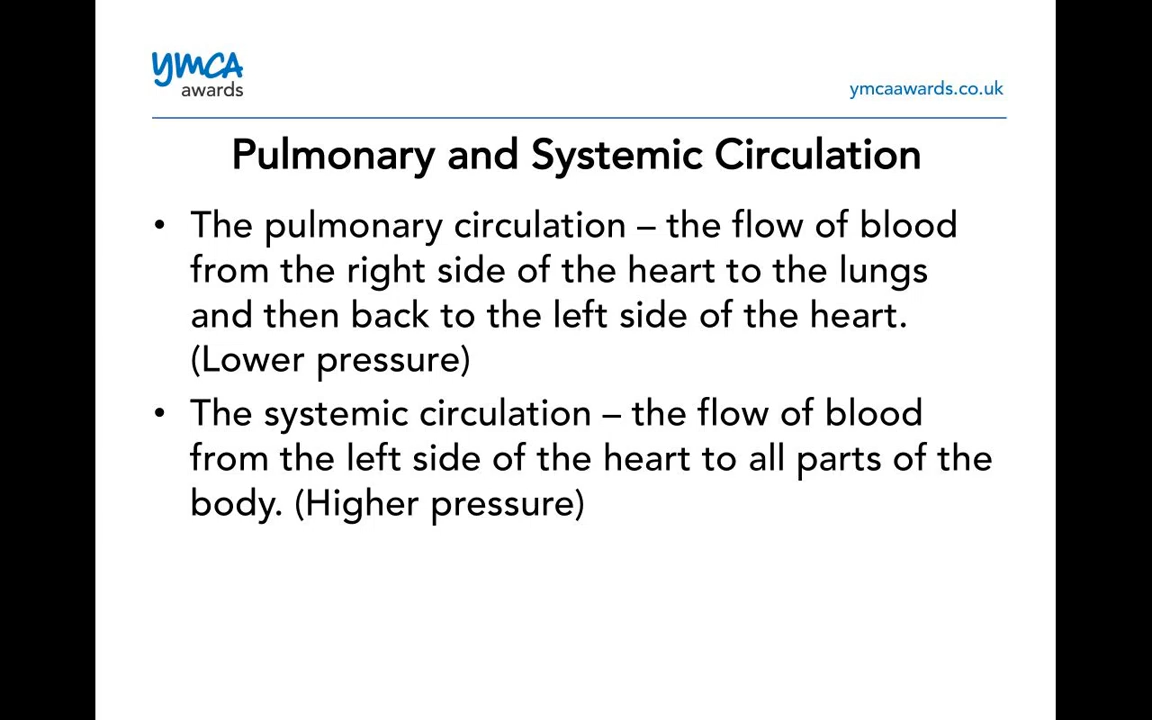 ymca
awards
ymcaawards.co.uk
Pulmonary and Systemic Circulation
• The pulmonary circulation – the flow of blood
from the right side of the heart to the lungs
and then back to the left side of the heart.
(Lower pressure)
• The systemic circulation – the flow of blood
from the left side of the heart to all parts of the
body. (Higher pressure)